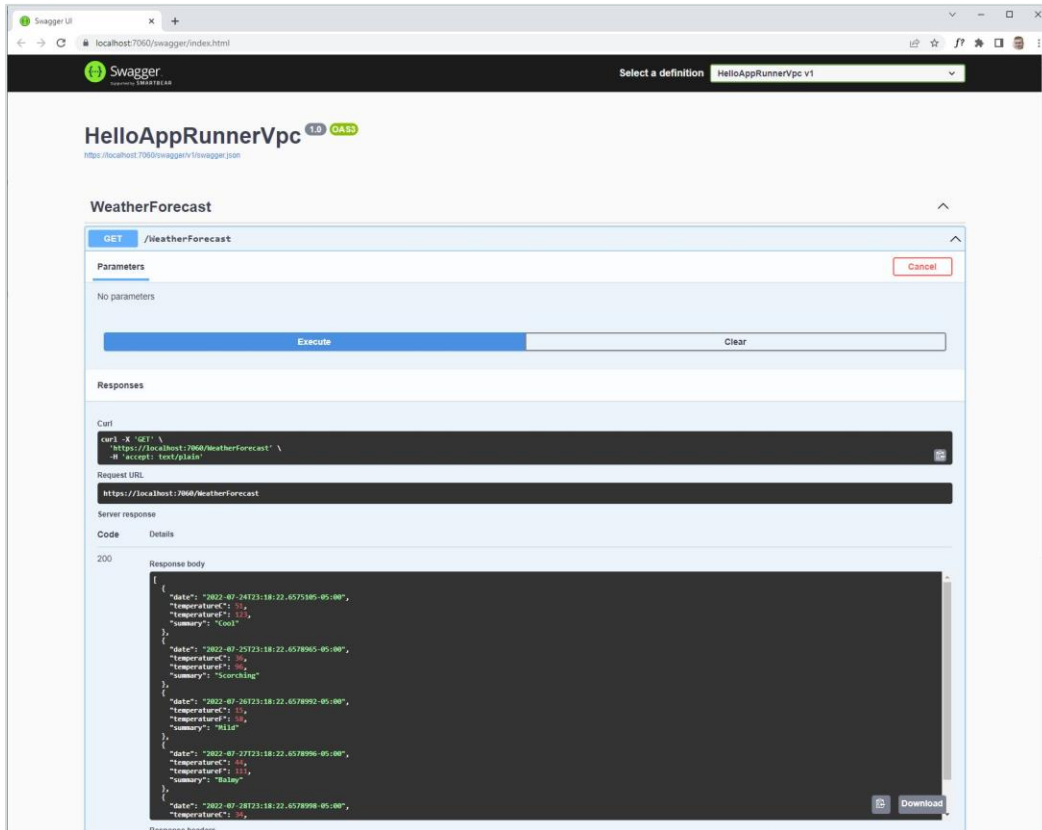 Swagger UI
localhost:7060/swagger/index.html
Swagger
Supported by SMARTBEAR
Select a definition
HelloAppRunnerVpc v1
HelloAppRunnerVpc 1.0 OAS3
https://localhost:7060/swagger/v1/swagger.json
WeatherForecast
GET /WeatherForecast
Parameters
Cancel
No parameters
Execute
Clear
Responses
Curl
curl -X 'GET' \
'https://localhost:7060/WeatherForecast' \
-H 'accept: text/plain'
Request URL
https://localhost:7060/WeatherForecast
Server response
Code Details
200
Response body
[
{
"date": "2022-07-24T23:18:22.6575105-05:00",
"temperatureC": 51,
"temperatureF": 123,
"summary": "Cool"
},
{
"date": "2022-07-25T23:18:22.6578965-05:00",
"temperatureC": 36,
"temperatureF": 96,
"summary": "Scorching"
},
{
"date": "2022-07-26T23:18:22.6578992-05:00",
"temperatureC": 15,
"temperatureF": 58,
"summary": "Mild"
},
{
"date": "2022-07-27T23:18:22.6578996-05:00",
"temperatureC": 44,
"temperatureF": 111,
"summary": "Balmy"
},
{
"date": "2022-07-28T23:18:22.6578998-05:00",
"temperatureC": 34,
Download
Response headers